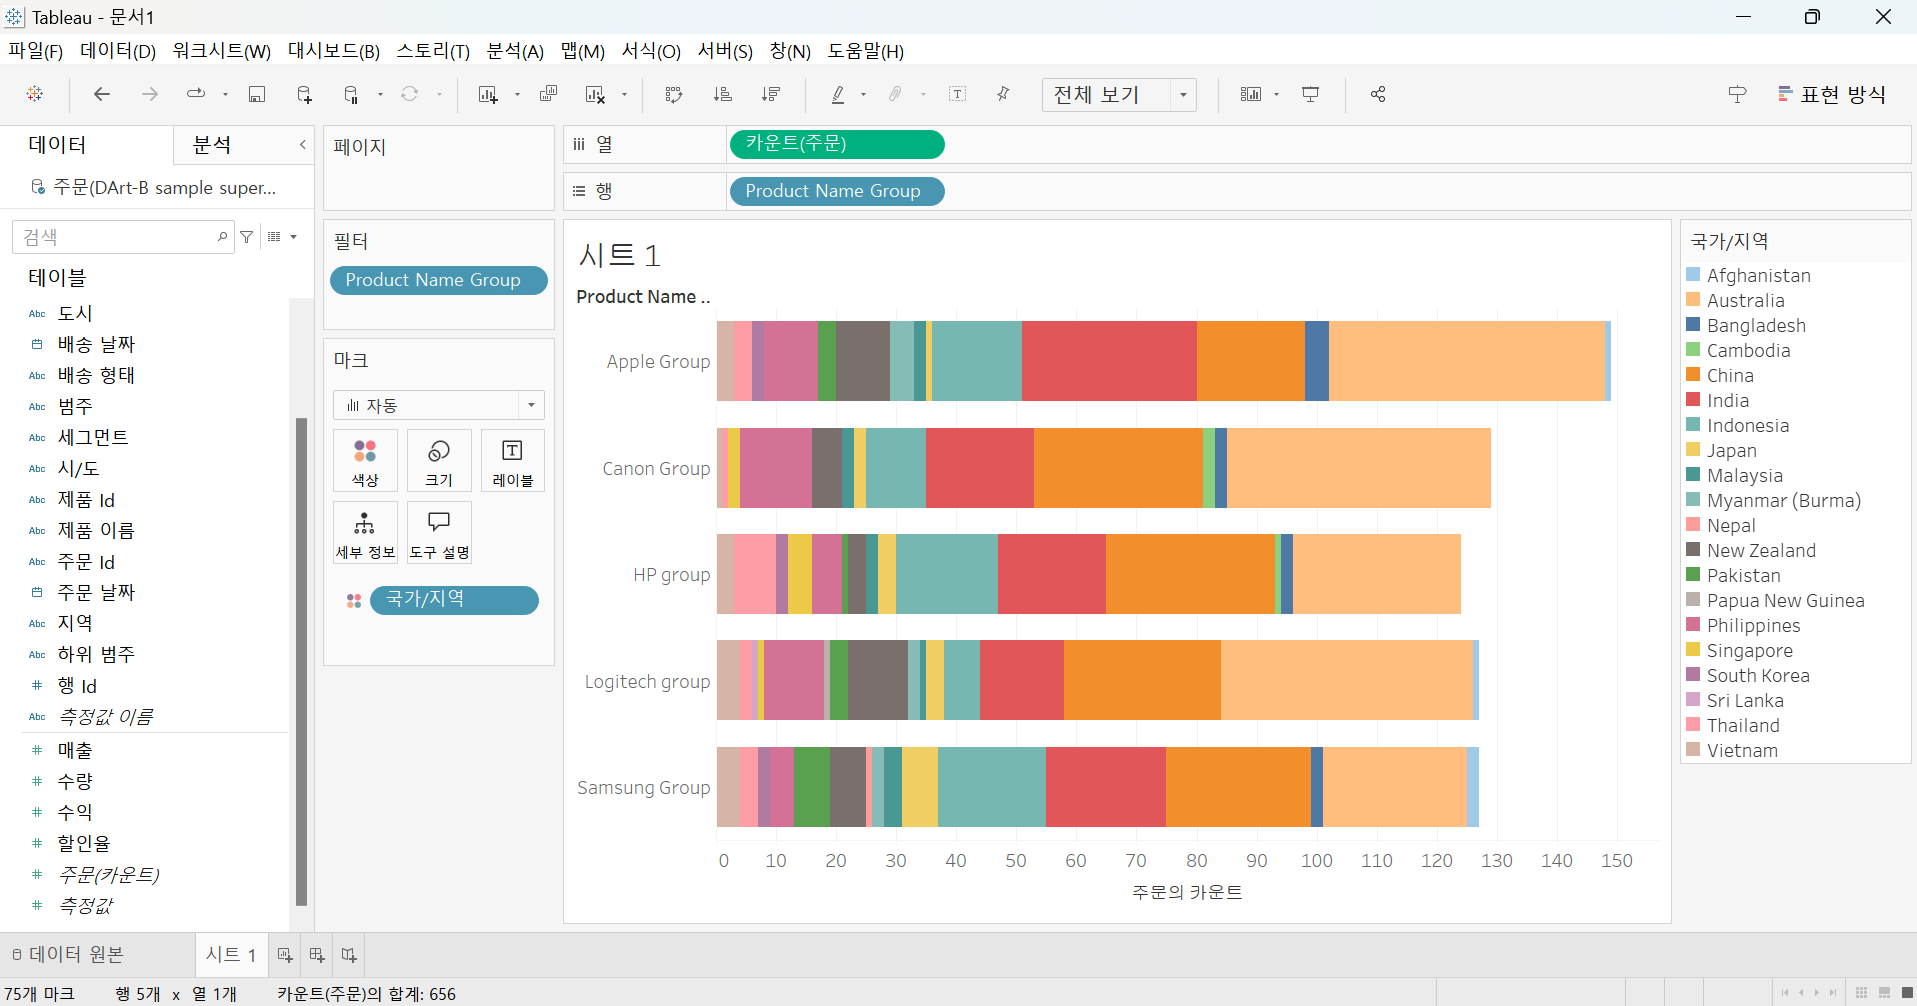 Tableau - 문서1
파일(F) 데이터(D) 워크시트(W) 대시보드(B) 스토리(T) 분석(A) 맵(M) 서식(O) 서버(S) 창(N) 도움말(H)
전체 보기
표현 방식
데이터
분석
주문(DArt-B sample super...
검색
테이블
Abc 도시
배송 날짜
Abc 배송 형태
Abc 범주
Abc 세그먼트
Abc 시/도
Abc 제품 Id
Abc 제품 이름
Abc 주문 Id
주문 날짜
Abc 지역
Abc 하위 범주
# 행 Id
Abc 측정값 이름
# 매출
# 수량
# 수익
# 할인율
# 주문(카운트)
# 측정값
페이지
필터
Product Name Group
마크
자동
색상
크기
레이블
세부 정보
도구 설명
국가/지역
열
카운트(주문)
행
Product Name Group
시트 1
Product Name ..
Apple Group
Canon Group
HP group
Logitech group
Samsung Group
0 10 20 30 40 50 60 70 80 90 100 110 120 130 140 150
주문의 카운트
국가/지역
Afghanistan
Australia
Bangladesh
Cambodia
China
India
Indonesia
Japan
Malaysia
Myanmar (Burma)
Nepal
New Zealand
Pakistan
Papua New Guinea
Philippines
Singapore
South Korea
Sri Lanka
Thailand
Vietnam
데이터 원본
시트 1
75개 마크 행 5개 x 열 1개 카운트(주문)의 합계: 656